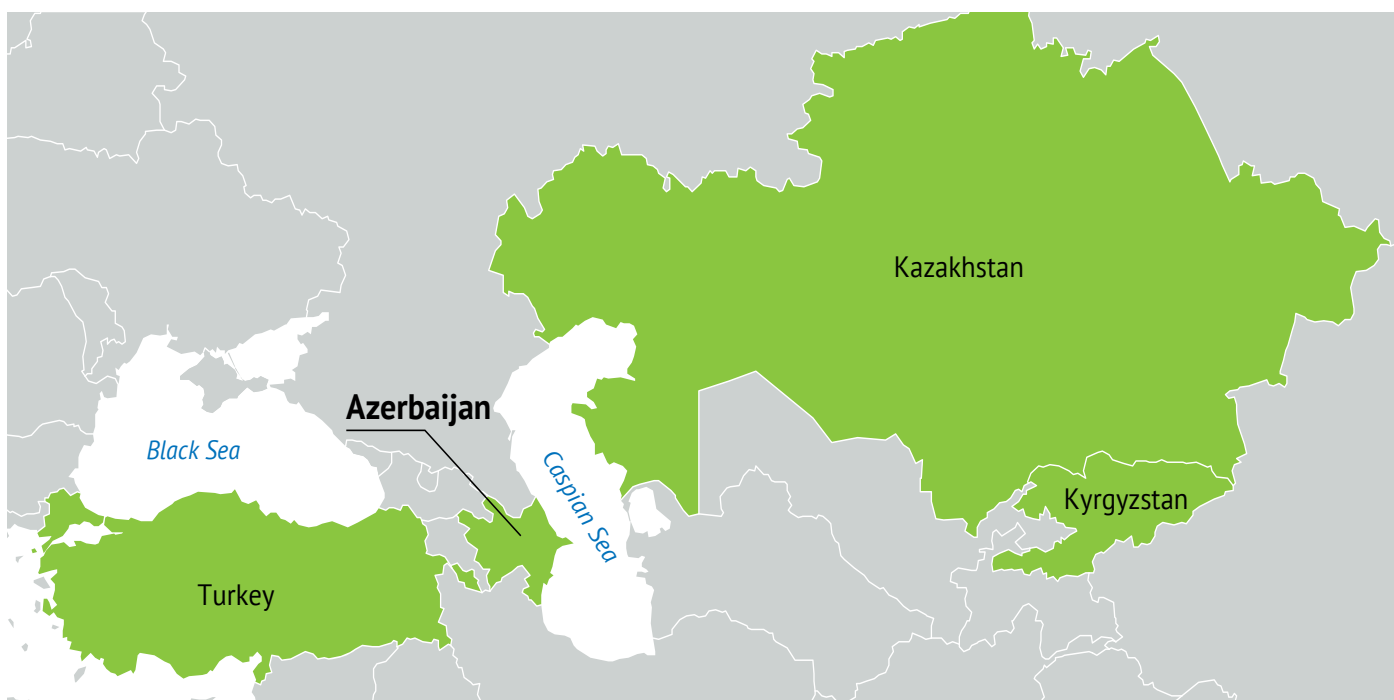 Kazakhstan
Azerbaijan
Black Sea
Caspian Sea
Kyrgyzstan
Turkey